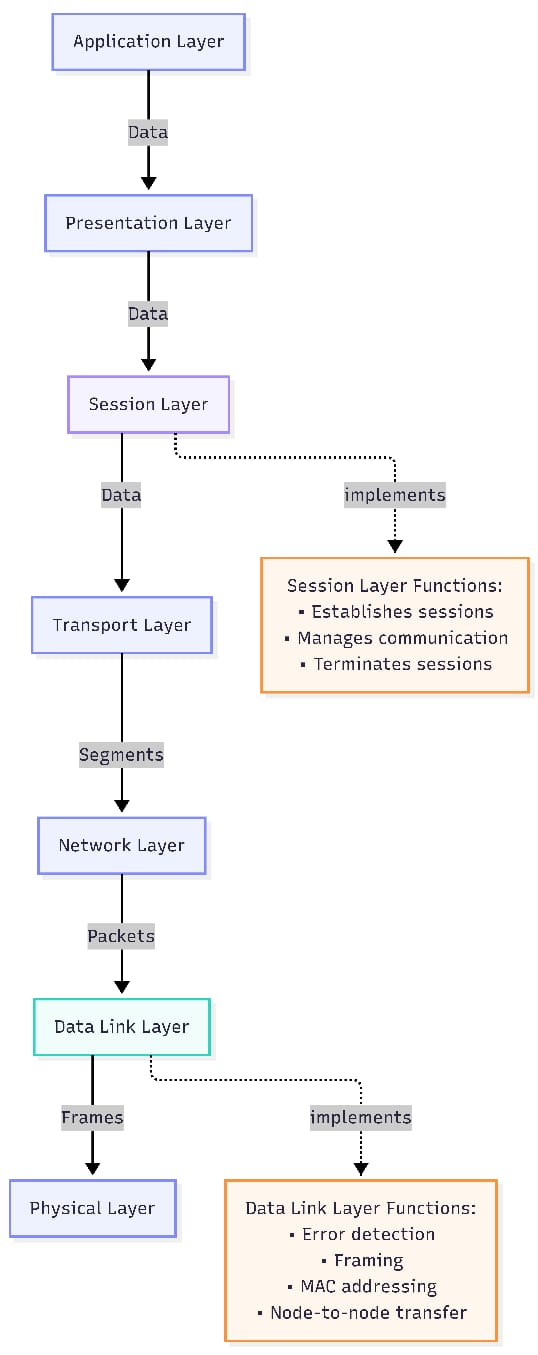 Application Layer
Data
Presentation Layer
Data
Session Layer
Data
implements
Session Layer Functions:
▪ Establishes sessions
▪ Manages communication
▪ Terminates sessions
Transport Layer
Segments
Network Layer
Packets
Data Link Layer
Frames
implements
Physical Layer
Data Link Layer Functions:
▪ Error detection
▪ Framing
▪ MAC addressing
▪ Node-to-node transfer